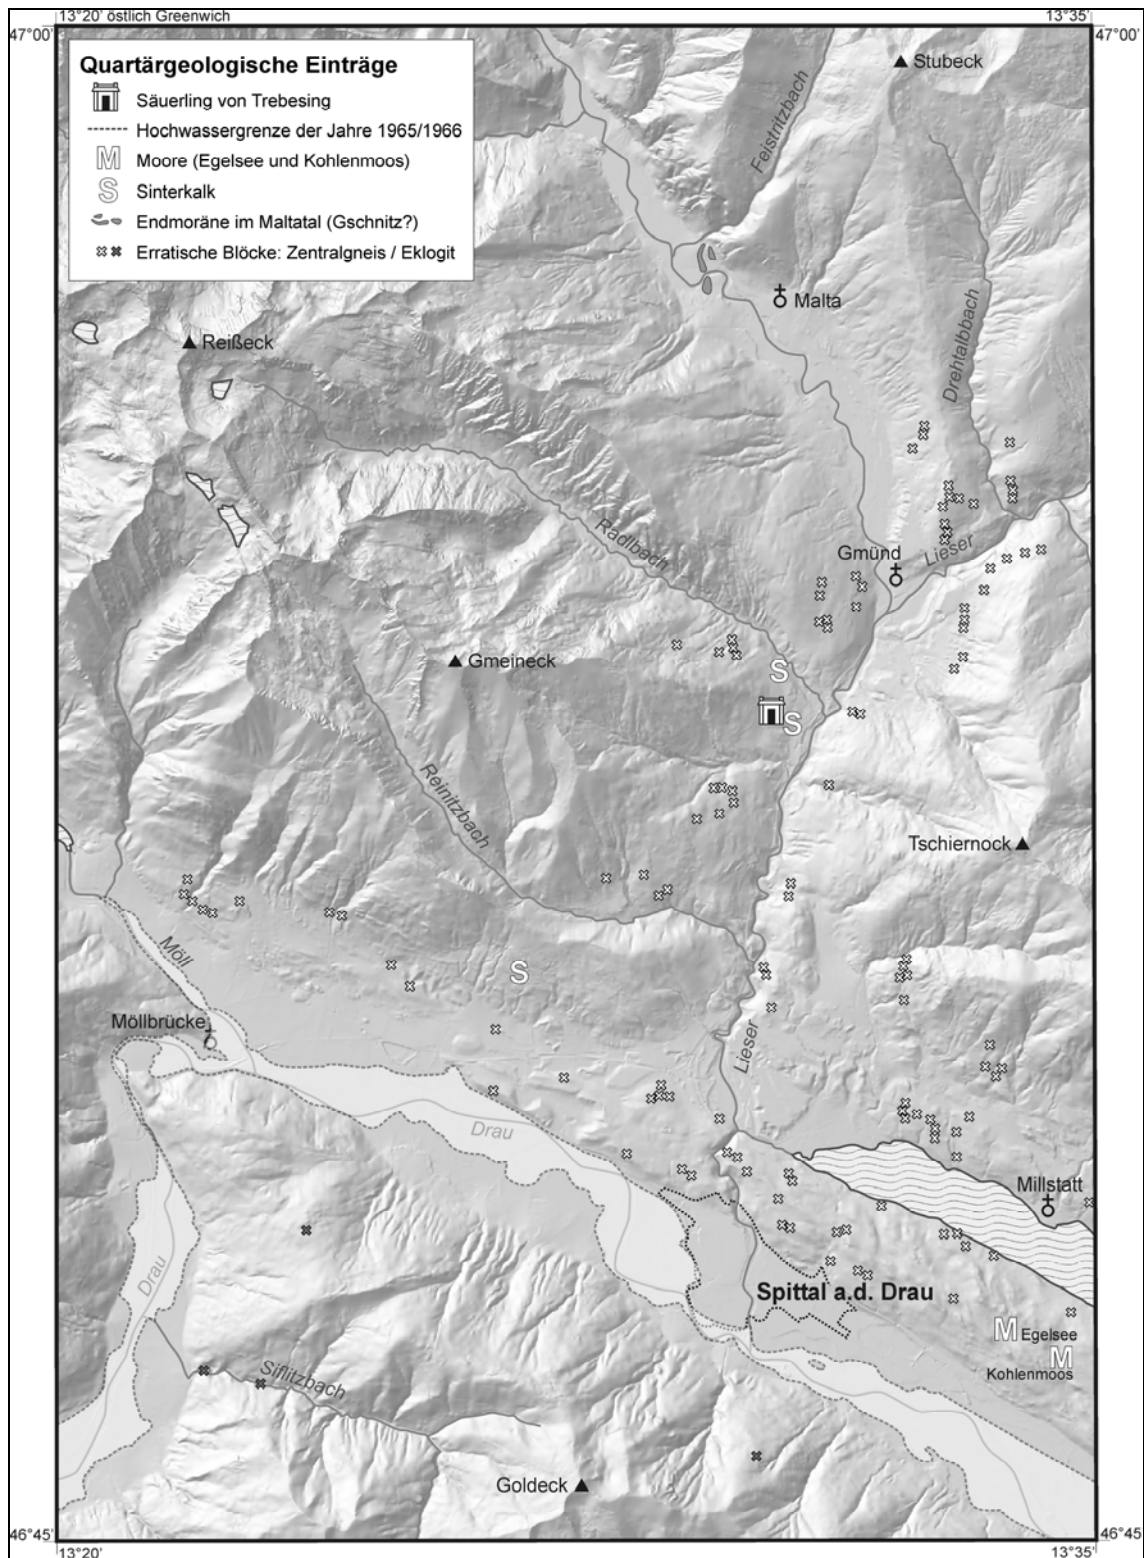 13°20' östlich Greenwich
13°35'
47°00'
47°00'
Quartärgeologische Einträge
Säuerling von Trebesing
Hochwassergrenze der Jahre 1965/1966
M Moore (Egelsee und Kohlenmoos)
S Sinterkalk
Endmoräne im Maltatal (Gschnitz?)
Erratische Blöcke: Zentralgneis / Eklogit
Stubeck
Feistritzbach
Malta
Drehtalbbach
Reißeck
Radlbach
Gmünd
Lieser
Gmeineck
S
S
Reinitzbach
Tschiernock
Möll
S
Möllbrücke
Lieser
Drau
Millstatt
Drau
Spittal a.d. Drau
M Egelsee
M
Kohlenmoos
Siflitzbach
Goldeck
46°45'
46°45'
13°20'
13°35'